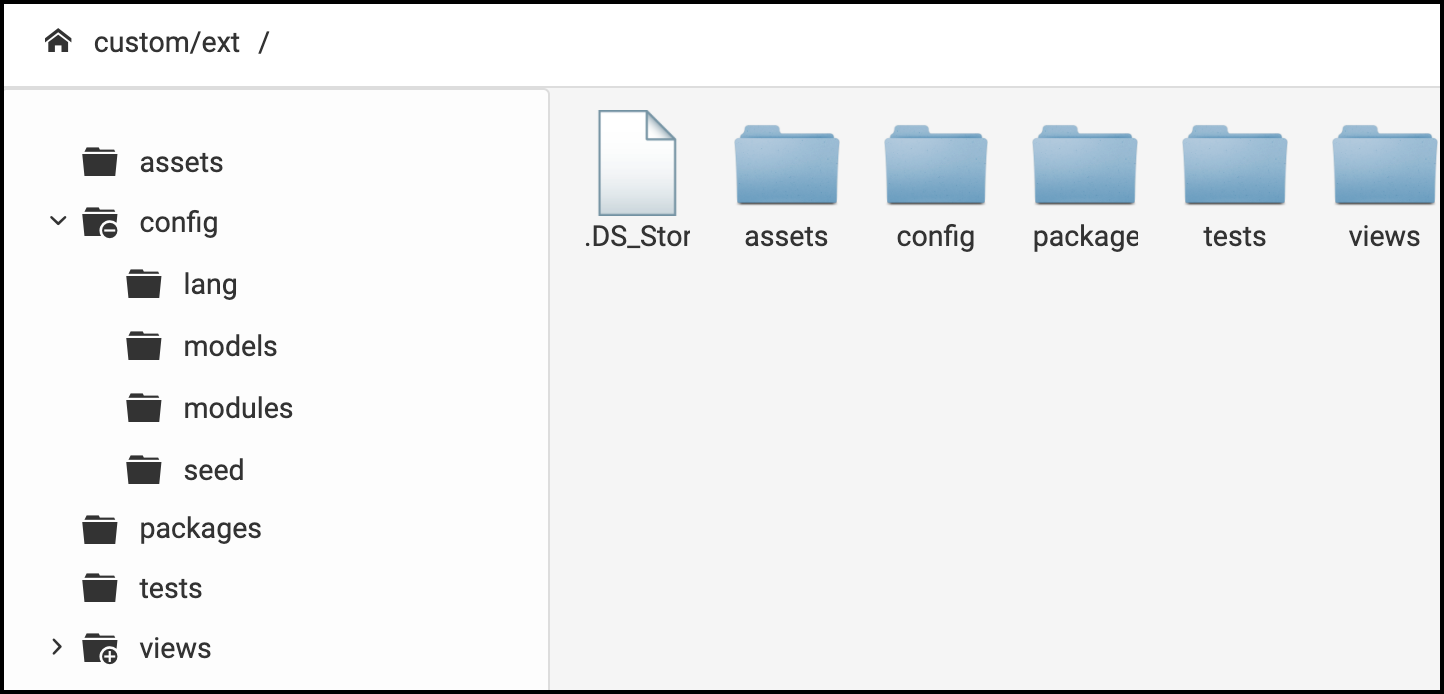 custom/ext /
assets
config
lang
models
modules
seed
packages
tests
views
.DS_Stor assets config package tests views